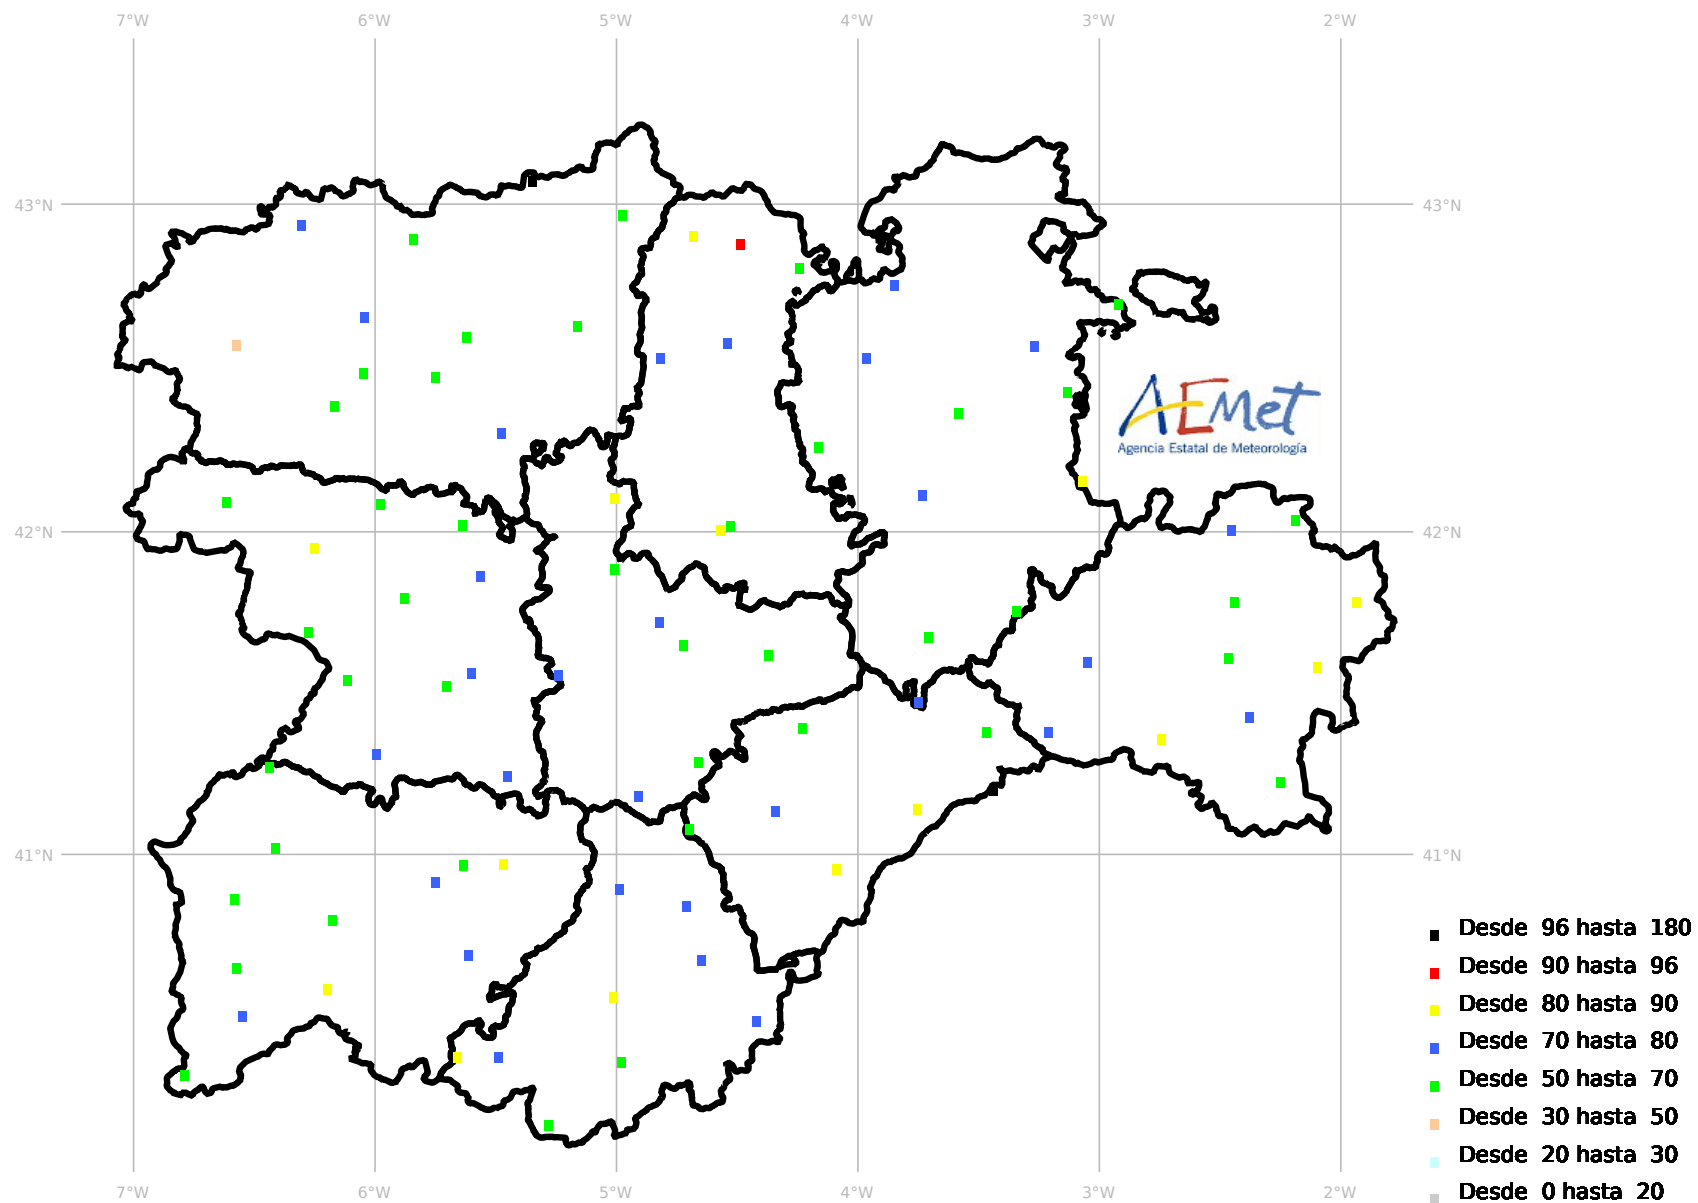 7°W 6°W 5°W 4°W 3°W 2°W
43°N 43°N
AEMet
Agencia Estatal de Meteorología
42°N 42°N
41°N 41°N
Desde 96 hasta 180
Desde 90 hasta 96
Desde 80 hasta 90
Desde 70 hasta 80
Desde 50 hasta 70
Desde 30 hasta 50
Desde 20 hasta 30
Desde 0 hasta 20
7°W 6°W 5°W 4°W 3°W 2°W